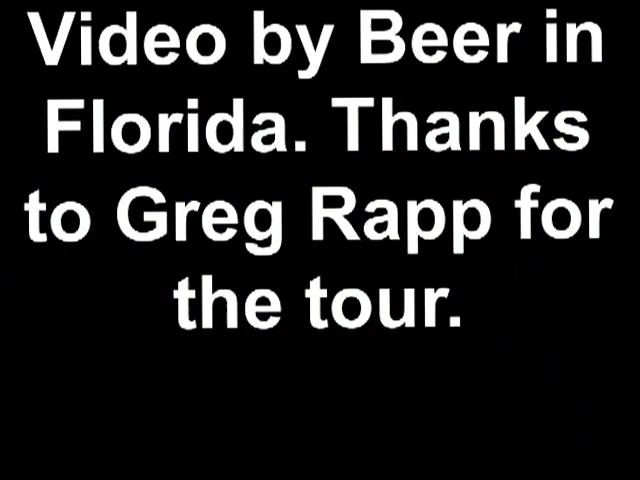 Video by Beer in
Florida. Thanks
to Greg Rapp for
the tour.